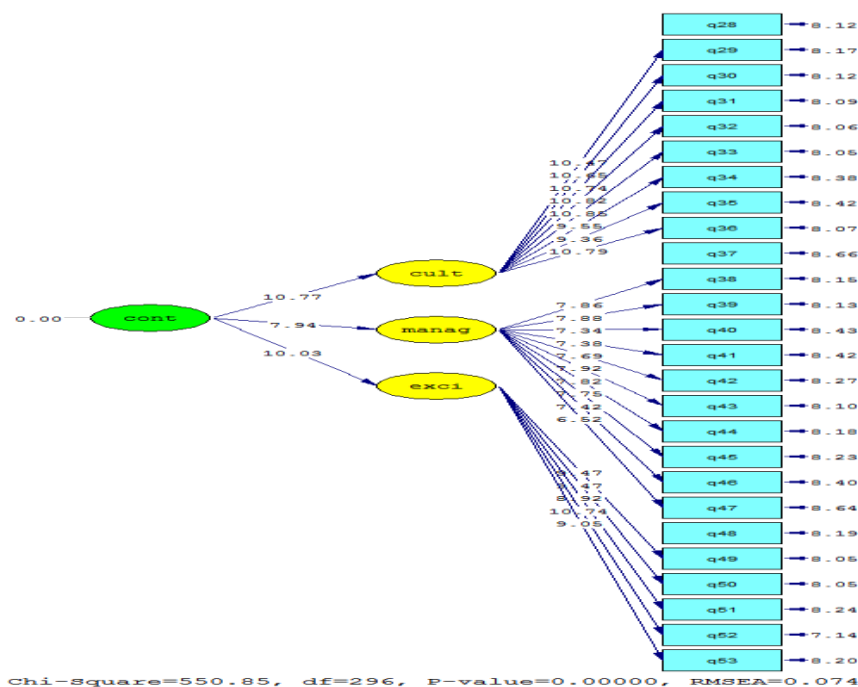 q28 8.12
q29 8.17
q30 8.12
q31 8.09
q32 8.06
q33 8.05
q34 8.38
q35 8.42
q36 8.07
q37 8.66
q38 8.15
q39 8.13
q40 8.43
q41 8.42
q42 8.27
q43 8.10
q44 8.18
q45 8.23
q46 8.40
q47 8.64
q48 8.19
q49 8.05
q50 8.05
q51 8.24
q52 7.14
q53 8.20
10.47
10.65
10.74
10.82
10.85
9.55
9.36
10.79
cult
10.77
0.00 cont
7.94
manag
10.03
exci
7.86
7.88
7.34
7.38
7.69
7.92
7.82
7.75
7.42
6.52
8.92
10.74
9.05
Chi-Square=550.85, df=296, P-value=0.00000, RMSEA=0.074